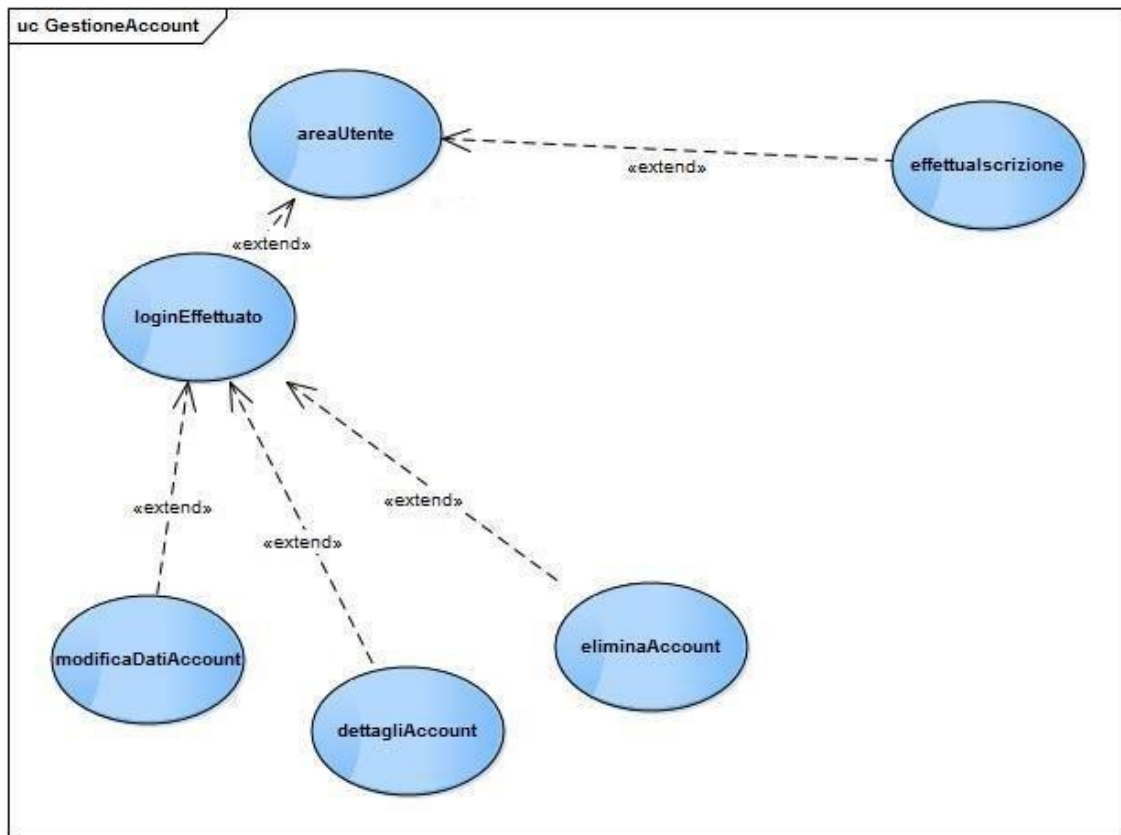 uc GestioneAccount
areaUtente
effettuaIscrizione
«extend»
«extend»
loginEffettuato
«extend»
«extend»
«extend»
modificaDatiAccount
eliminaAccount
dettagliAccount